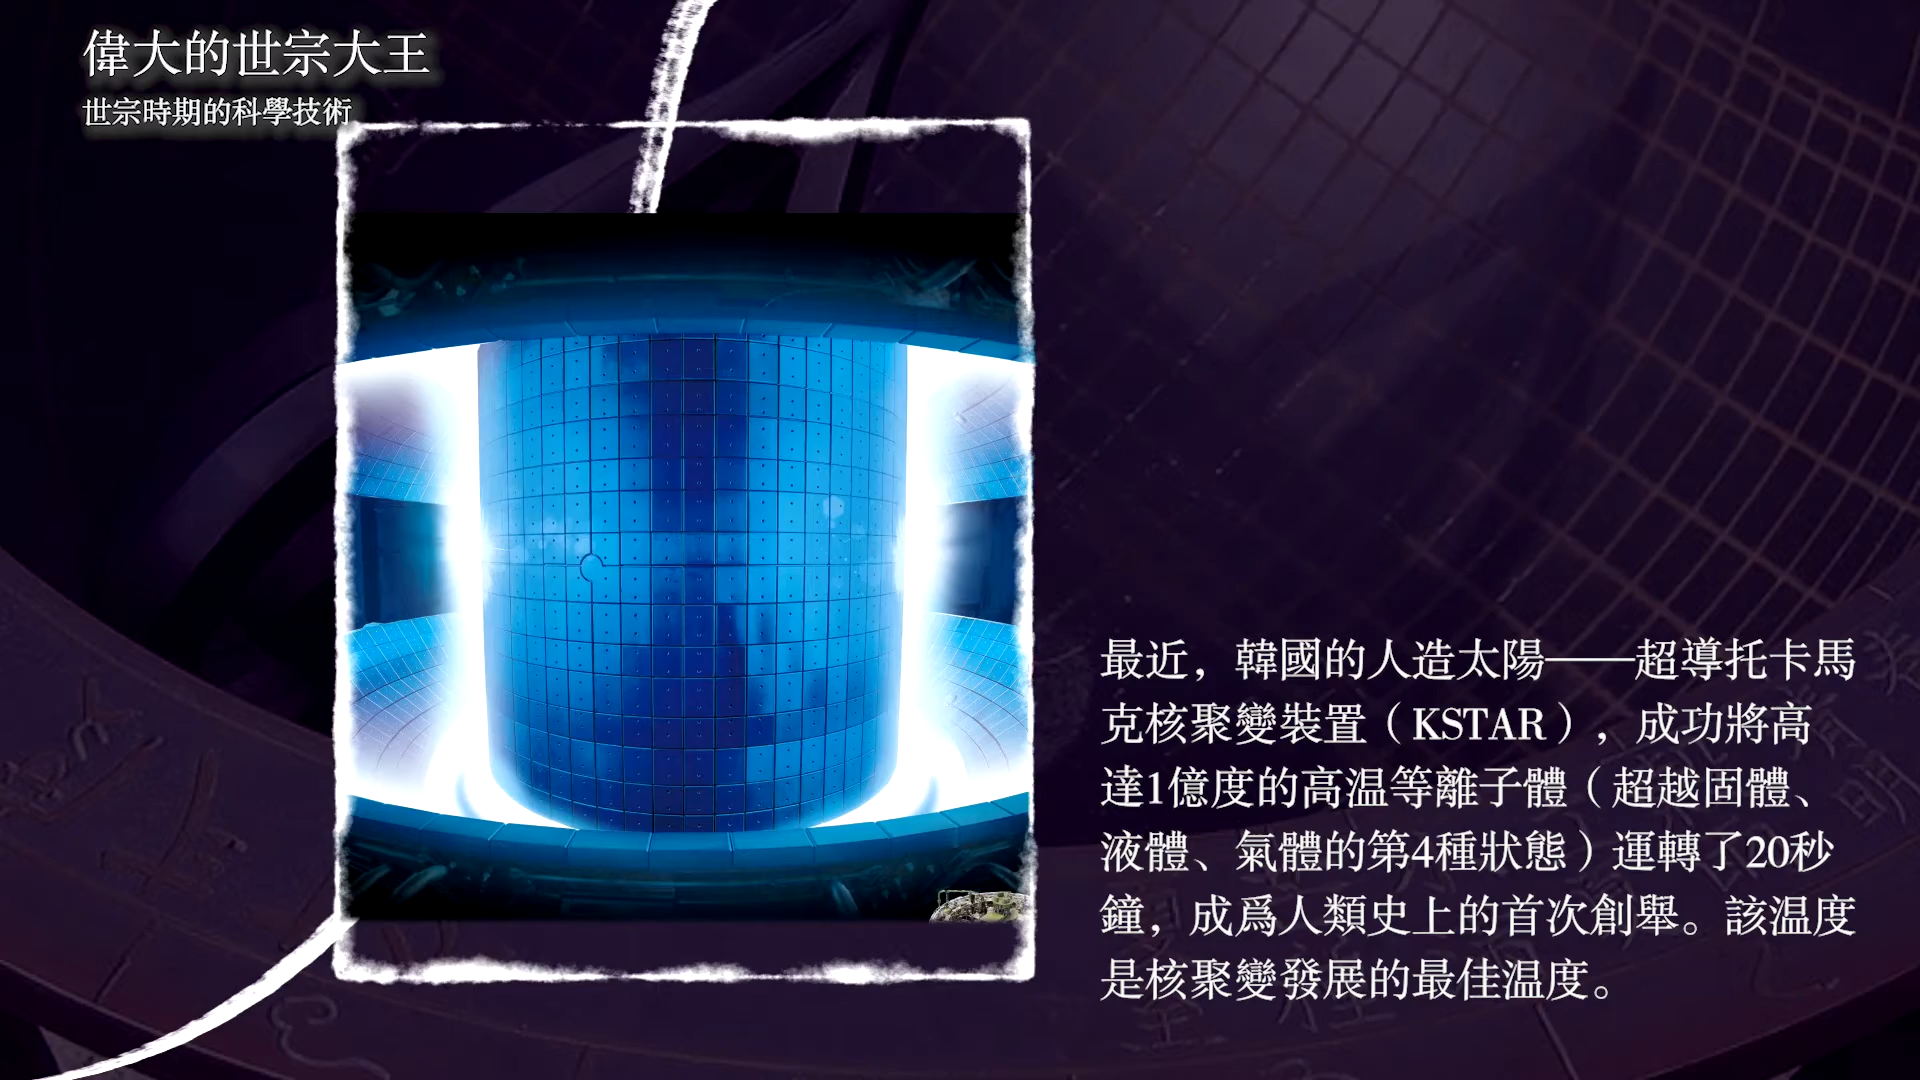 偉大的世宗大王
世宗時期的科學技術
最近，韓國的人造太陽——超導托卡馬
克核聚變裝置（KSTAR），成功將高
達1億度的高温等離子體（超越固體、
液體、氣體的第4種狀態）運轉了20秒
鐘，成爲人類史上的首次創舉。該温度
是核聚變發展的最佳温度。